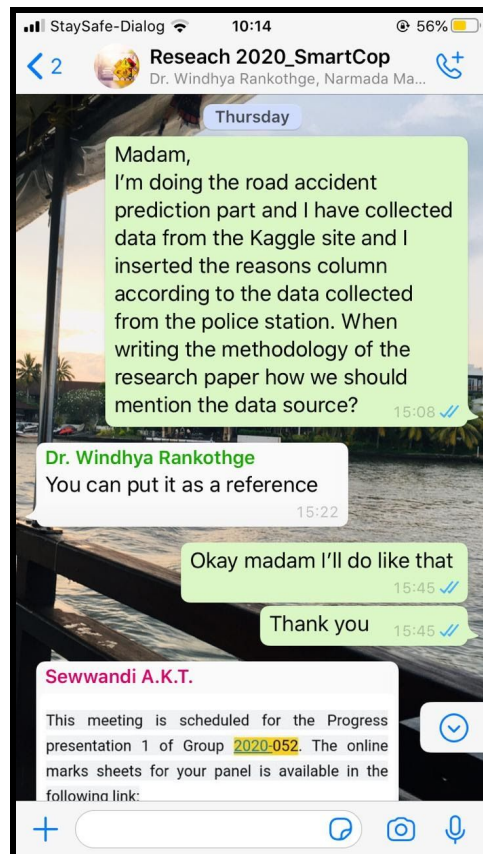 StaySafe-Dialog 10:14 56%
2 Reseach 2020_SmartCop
Dr. Windhya Rankothge, Narmada Ma...
Thursday
Madam,
I'm doing the road accident
prediction part and I have collected
data from the Kaggle site and I
inserted the reasons column
according to the data collected
from the police station. When
writing the methodology of the
research paper how we should
mention the data source? 15:08
Dr. Windhya Rankothge
You can put it as a reference
15:22
Okay madam I'll do like that
15:45
Thank you 15:45
Sewwandi A.K.T.
This meeting is scheduled for the Progress
presentation 1 of Group 2020-052. The online
marks sheets for your panel is available in the
following link: